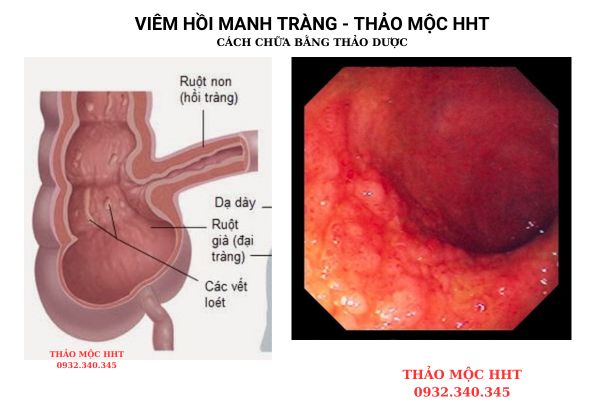 VIÊM HỒI MANH TRÀNG - THẢO MỘC HHT
CÁCH CHỮA BẰNG THẢO DƯỢC
Ruột non
(hồi tràng)
Dạ dày
Ruột
già (đại
tràng)
Các vết
loét
THẢO MỘC HHT
0932.340.345
THẢO MỘC HHT
0932.340.345